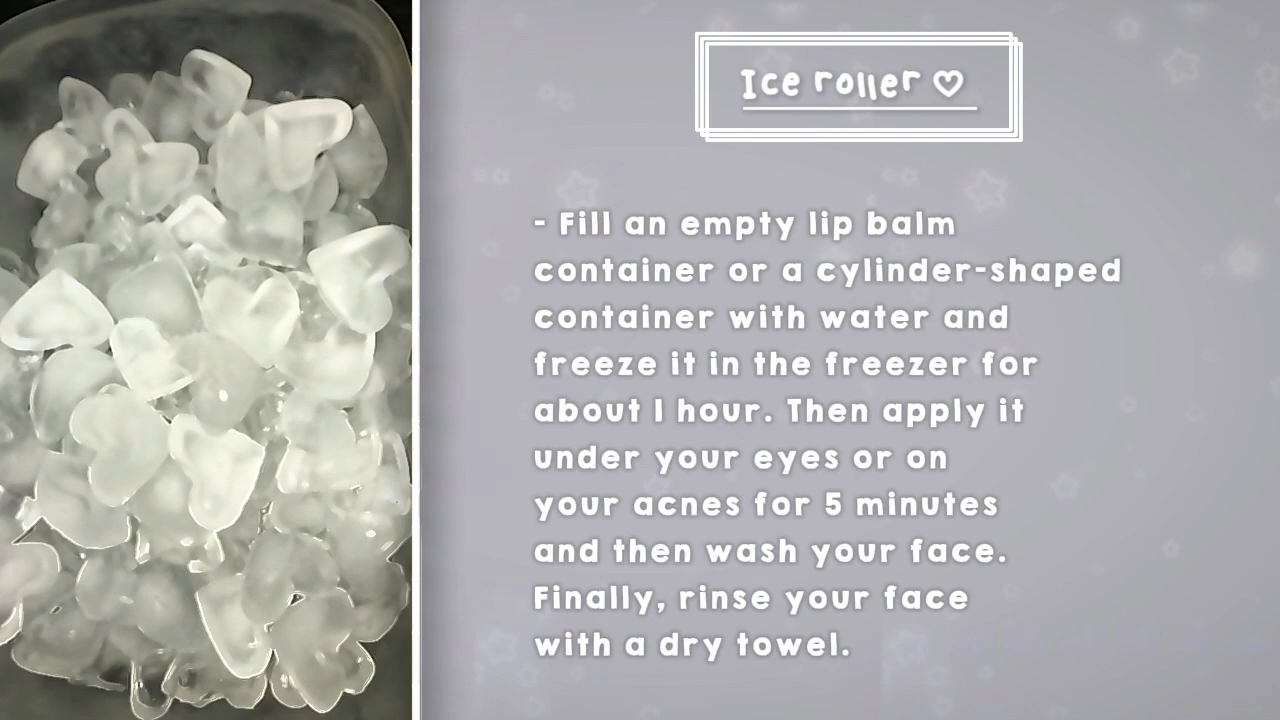 Ice roller ♡
- Fill an empty lip balm
container or a cylinder-shaped
container with water and
freeze it in the freezer for
about 1 hour. Then apply it
under your eyes or on
your acnes for 5 minutes
and then wash your face.
Finally, rinse your face
with a dry towel.